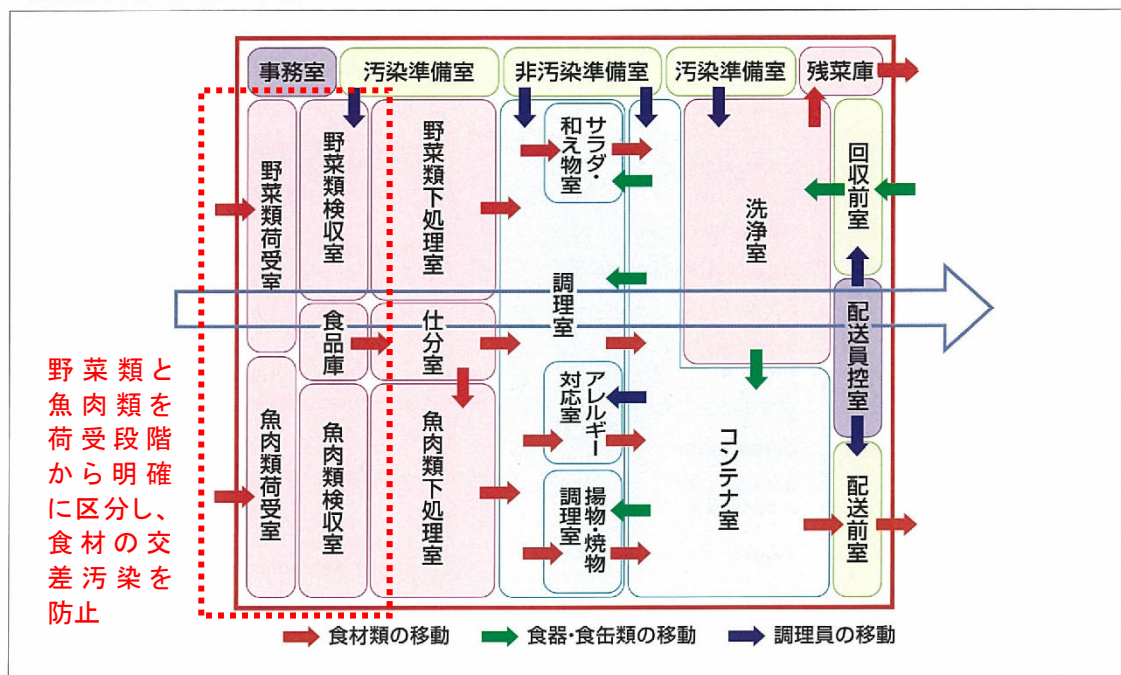 事務室
汚染準備室
非汚染準備室
汚染準備室
残菜庫
野菜類荷受室
野菜類検収室
野菜類下処理室
サラダ・
和え物室
調理室
洗浄室
回収前室
食品庫
仕分室
配送員控室
魚肉類荷受室
魚肉類検収室
魚肉類下処理室
アレルギー
対応室
揚物・焼物
調理室
コンテナ室
配送前室
野菜類と
魚肉類を
荷受段階
から明確
に区分し、
食材の交
差汚染を
防止
食材類の移動
食器・食缶類の移動
調理員の移動